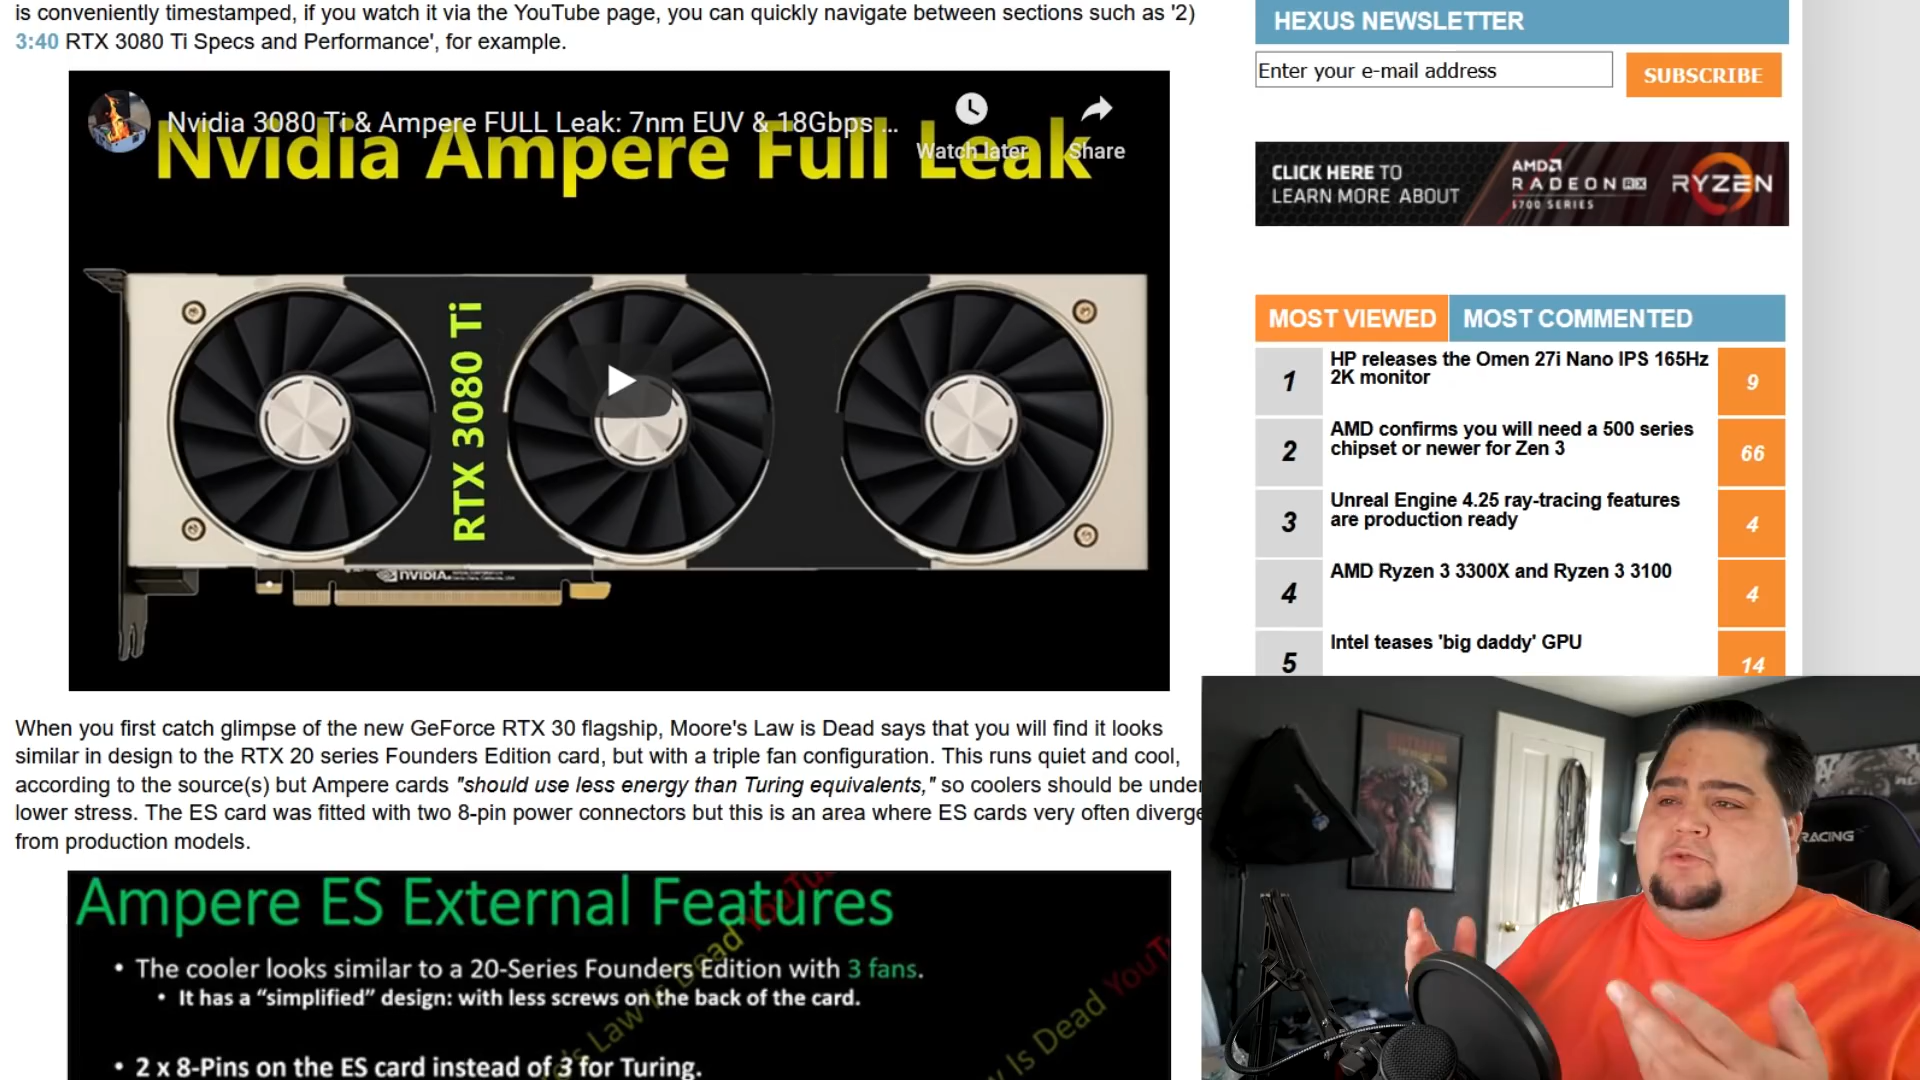 is conveniently timestamped, if you watch it via the YouTube page, you can quickly navigate between sections such as '2)
3:40 RTX 3080 Ti Specs and Performance', for example.
Nvidia 3080 Ti & Ampere FULL Leak: 7nm EUV & 18Gbps ...
Watch later
Share
Nvidia Ampere Full Leak
RTX 3080 Ti
NVIDIA
When you first catch glimpse of the new GeForce RTX 30 flagship, Moore's Law is Dead says that you will find it looks
similar in design to the RTX 20 series Founders Edition card, but with a triple fan configuration. This runs quiet and cool,
according to the source(s) but Ampere cards "should use less energy than Turing equivalents," so coolers should be under
lower stress. The ES card was fitted with two 8-pin power connectors but this is an area where ES cards very often diverge
from production models.
Ampere ES External Features
• The cooler looks similar to a 20-Series Founders Edition with 3 fans.
• It has a “simplified” design: with less screws on the back of the card.
• 2 x 8-Pins on the ES card instead of 3 for Turing.
Law Is Dead YouTu
Is Dead YouT
HEXUS NEWSLETTER
Enter your e-mail address
SUBSCRIBE
CLICK HERE TO
LEARN MORE ABOUT
AMD
RADEON RX
5700 SERIES
RYZEN
MOST VIEWED
MOST COMMENTED
1
HP releases the Omen 27i Nano IPS 165Hz
2K monitor
9
2
AMD confirms you will need a 500 series
chipset or newer for Zen 3
66
3
Unreal Engine 4.25 ray-tracing features
are production ready
4
4
AMD Ryzen 3 3300X and Ryzen 3 3100
4
5
Intel teases 'big daddy' GPU
14
RACING